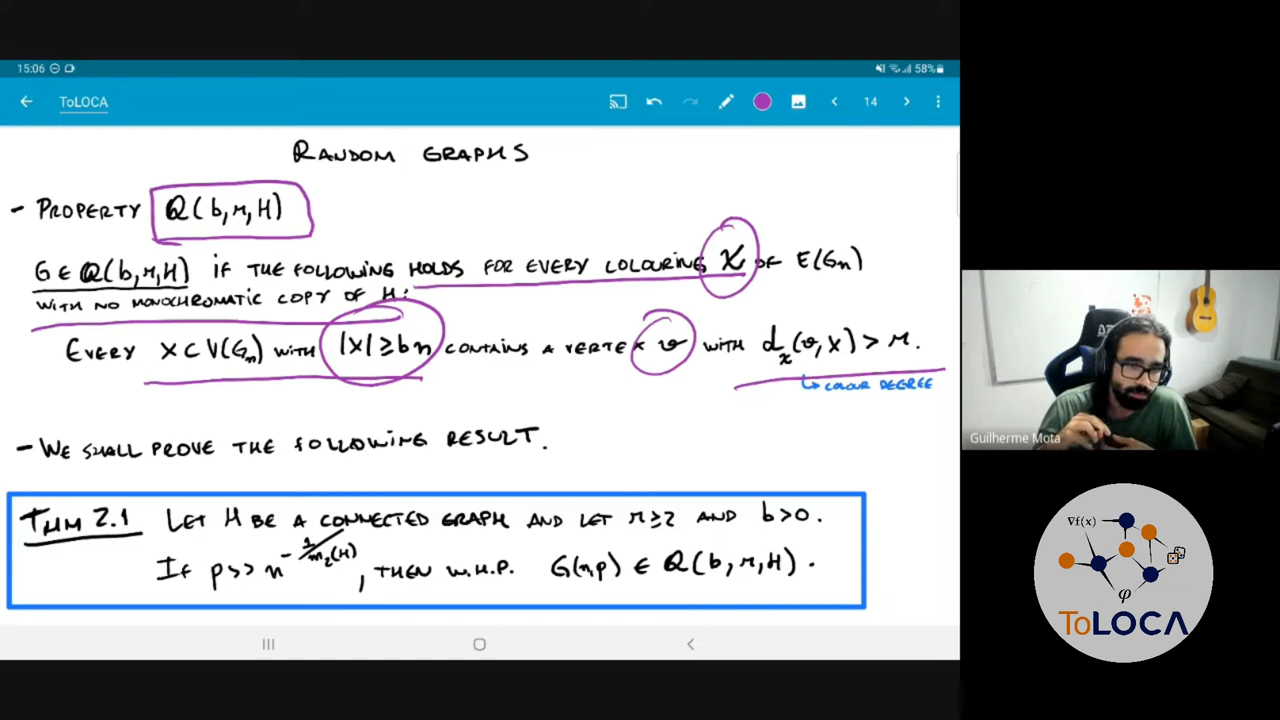 15:06
58%
ToLOCA
14
RANDOM GRAPHS
- PROPERTY Q(b,r,H)
G ∈ Q(b,r,H) IF THE FOLLOWING HOLDS FOR EVERY COLOURING χ OF E(Gn)
WITH NO MONOCHROMATIC COPY OF H:
EVERY X ⊂ V(Gn) WITH |X| ≥ bn CONTAINS A VERTEX v WITH d_χ(v,X) > r.
↳ COLOUR DEGREE
- WE SHALL PROVE THE FOLLOWING RESULT.
THM 2.1 LET H BE A CONNECTED GRAPH AND LET r ≥ 2 AND b > 0.
IF p >> n^{-1/m₂(H)}, THEN W.H.P. G(n,p) ∈ Q(b,r,H).
Guilherme Mota
∇f(x)
φ
ToLOCA